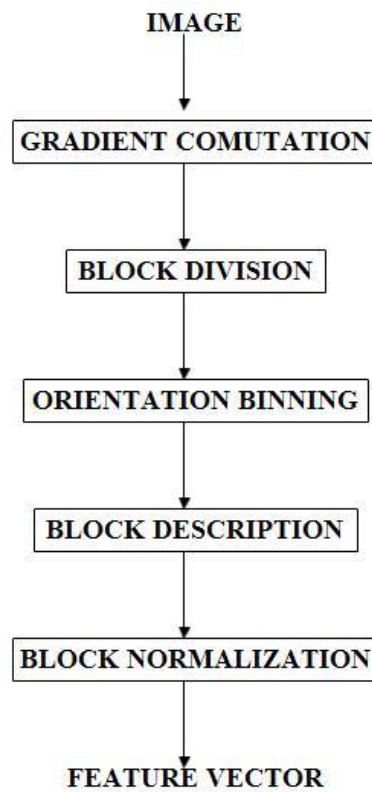 IMAGE
GRADIENT COMUTATION
BLOCK DIVISION
ORIENTATION BINNING
BLOCK DESCRIPTION
BLOCK NORMALIZATION
FEATURE VECTOR